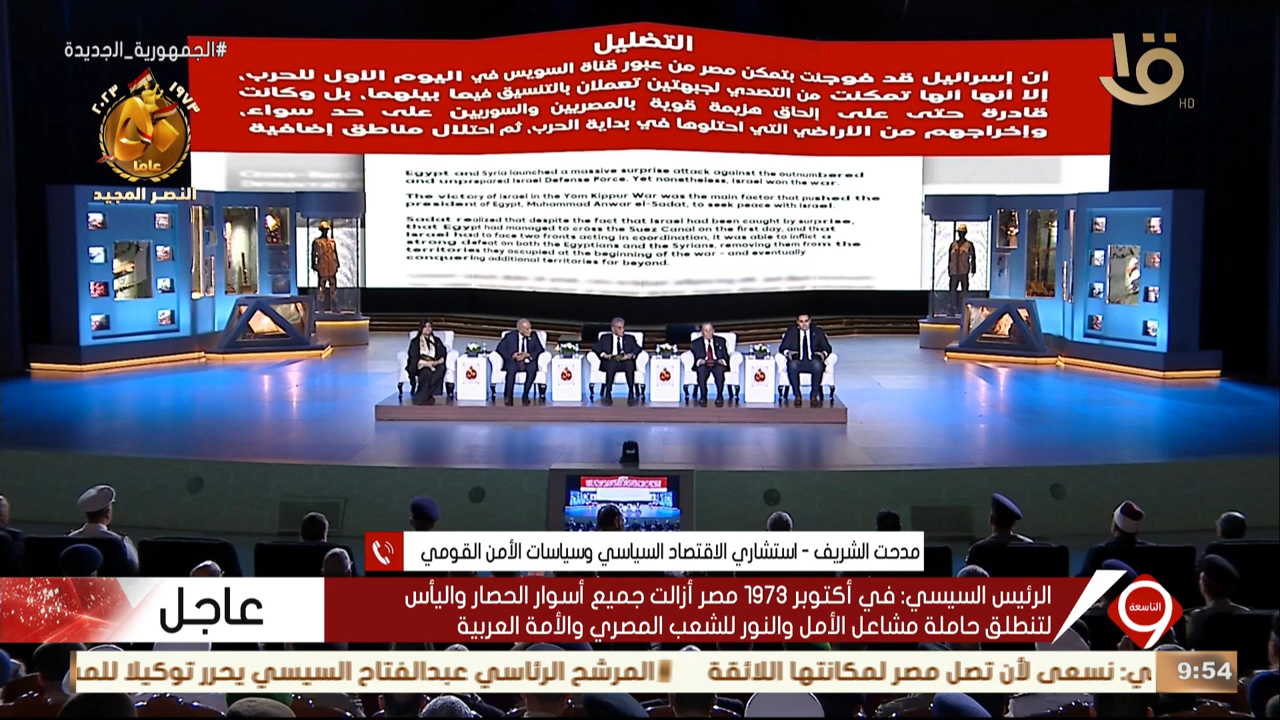 #الجمهورية_الجديدة
١٩٧٣
٢٠٢٣
عامًا
النصر المجيد
HD
التضليل
أن إسرائيل قد فوجئت بتمكن مصر من عبور قناة السويس في اليوم الأول للحرب،
إلا أنها أنها تمكنت من التصدي لجبهتين تعملان بالتنسيق فيما بينهما، بل وكانت
قادرة حتى على إلحاق هزيمة قوية بالمصريين والسوريين على حد سواء،
وإخراجهم من الأراضي التي احتلوها في بداية الحرب، ثم احتلال مناطق إضافية
Egypt and Syria launched a massive surprise attack against the outnumbered
and unprepared Israel Defense Force. Yet nonetheless, Israel won the war.
The victory of Israel in the Yom Kippur War was the main factor that pushed the
president of Egypt, Muhammad Anwar el-Sadat, to seek peace with Israel.
Sadat realized that despite the fact that Israel had been caught by surprise,
that Egypt had managed to cross the Suez Canal on the first day, and that
Israel had to face two fronts acting in coordination, it was able to inflict a
strong defeat on both the Egyptians and the Syrians, removing them from the
territories they occupied at the beginning of the war - and eventually
conquering additional territories far beyond.
مدحت الشريف - استشاري الاقتصاد السياسي وسياسات الأمن القومي
عاجل
الرئيس السيسي: في أكتوبر 1973 مصر أزالت جميع أسوار الحصار واليأس
لتنطلق حاملة مشاعل الأمل والنور للشعب المصري والأمة العربية
التاسعة
9:54
ي: نسعى لأن تصل مصر لمكانتها اللائقة
المرشح الرئاسي عبدالفتاح السيسي يحرر توكيلا للمـ